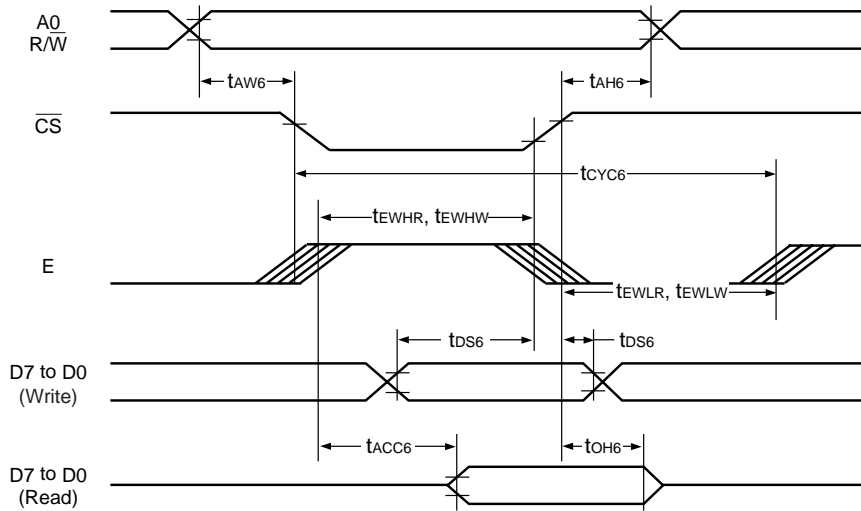 A0
R/W̅
tAW6
tAH6
C̅S̅
tCYC6
tEWHR, tEWHW
E
tEWLR, tEWLW
tDS6
tDS6
D7 to D0
(Write)
tACC6
tOH6
D7 to D0
(Read)